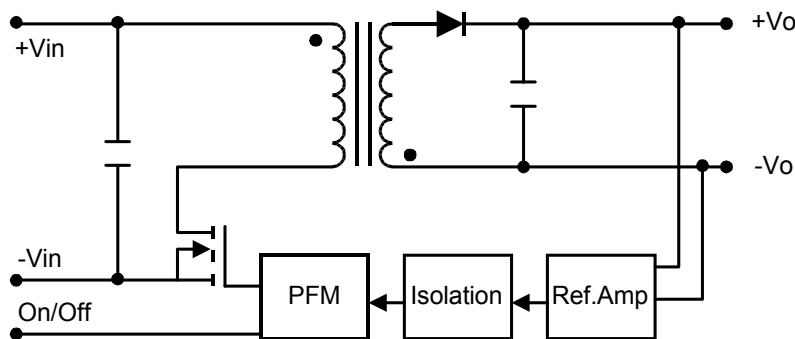 +Vin
+Vo
-Vo
-Vin
On/Off
PFM
Isolation
Ref.Amp